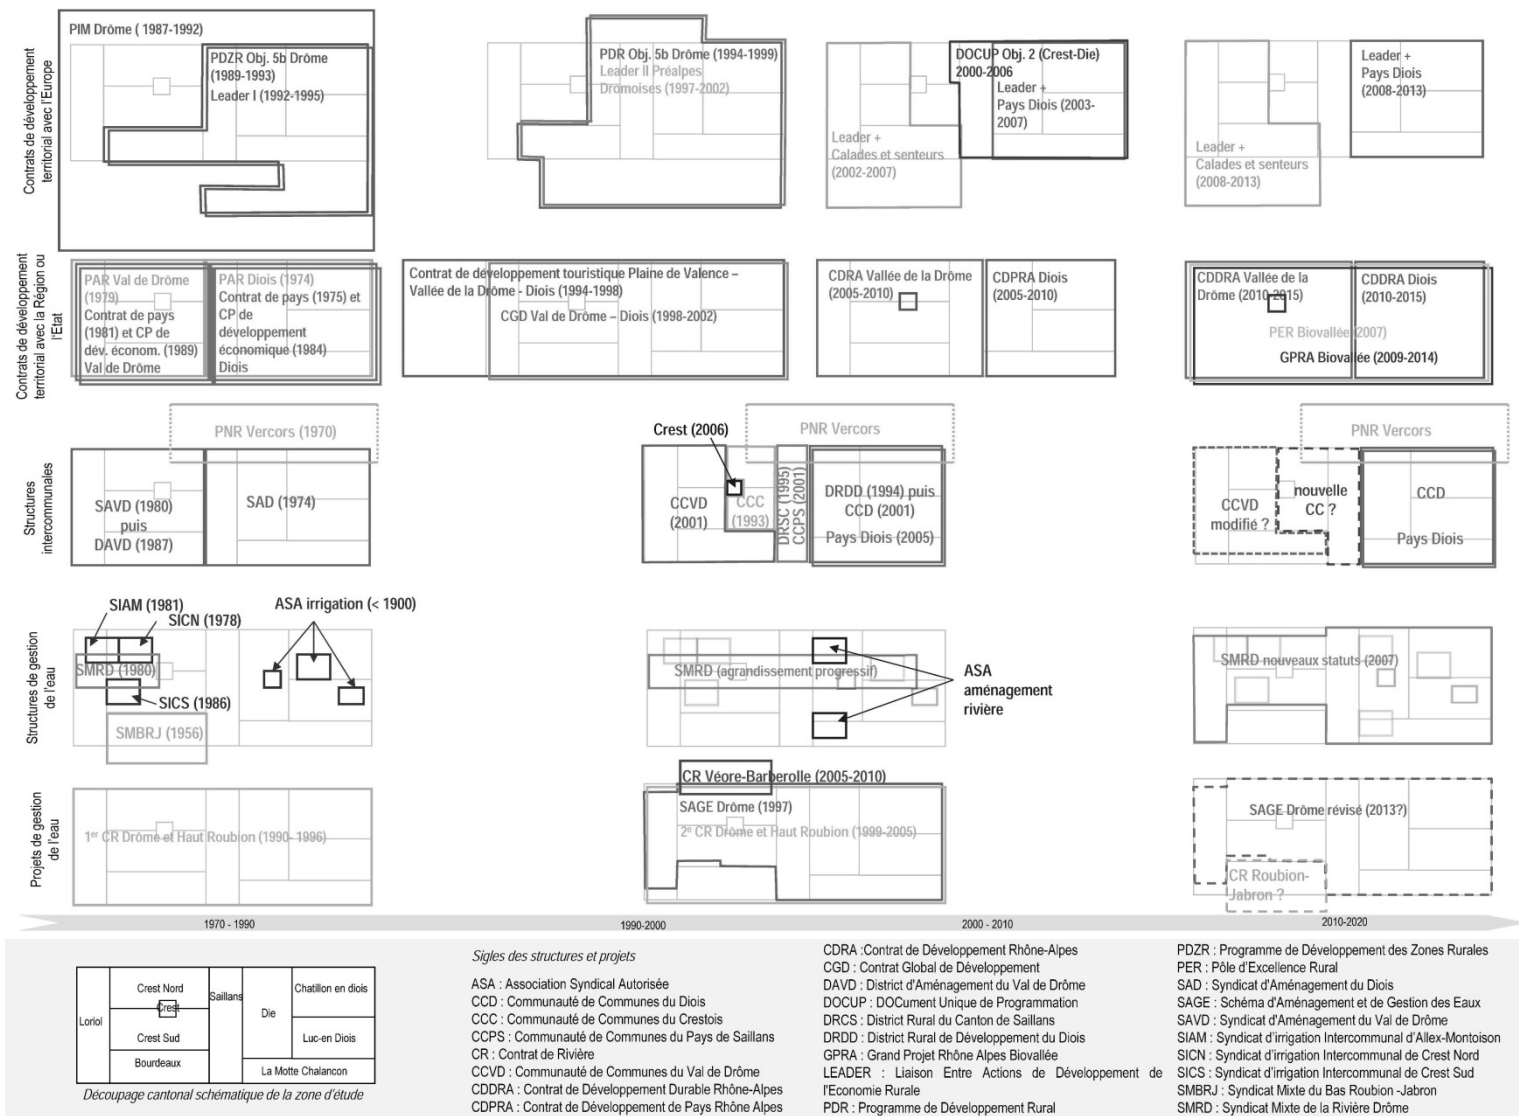 Contrats de développement
territorial avec l'Europe
PIM Drôme ( 1987-1992)
PDZR Obj. 5b Drôme
(1989-1993)
Leader I (1992-1995)
PDR Obj. 5b Drôme (1994-1999)
Leader II Préalpes
Drômoises (1997-2002)
DOCUP Obj. 2 (Crest-Die)
2000-2006
Leader +
Pays Diois (2003-
2007)
Leader +
Calades et senteurs
(2002-2007)
Leader +
Pays Diois
(2008-2013)
Leader +
Calades et senteurs
(2008-2013)
Contrats de développement
territorial avec la Région ou
l'Etat
PAR Val de Drôme
(1979)
Contrat de pays
(1981) et CP de
dév. économ. (1989)
Val de Drôme
PAR Diois (1974)
Contrat de pays (1975) et
CP de
développement
économique (1984)
Diois
Contrat de développement touristique Plaine de Valence –
Vallée de la Drôme - Diois (1994-1998)
CGD Val de Drôme – Diois (1998-2002)
CDRA Vallée de la Drôme
(2005-2010)
CDPRA Diois
(2005-2010)
CDDRA Vallée de la
Drôme (2010-2015)
CDDRA Diois
(2010-2015)
PER Biovallée (2007)
GPRA Biovallée (2009-2014)
Structures
intercommunales
PNR Vercors (1970)
SAVD (1980)
puis
DAVD (1987)
SAD (1974)
Crest (2006)
PNR Vercors
CCVD
(2001)
CCC
(1993)
DRSC (1995)
CCPS (2001)
DRDD (1994) puis
CCD (2001)
Pays Diois (2005)
PNR Vercors
CCVD
modifié ?
nouvelle
CC ?
CCD
Pays Diois
Structures de gestion
de l'eau
SIAM (1981)
SICN (1978)
ASA irrigation (< 1900)
SMRD (1980)
SICS (1986)
SMBRJ (1956)
SMRD (agrandissement progressif)
ASA
aménagement
rivière
SMRD nouveaux statuts (2007)
Projets de gestion
de l'eau
1er CR Drôme et Haut Roubion (1990- 1996)
CR Véore-Barberolle (2005-2010)
SAGE Drôme (1997)
2e CR Drôme et Haut Roubion (1999-2005)
SAGE Drôme révisé (2013?)
CR Roubion-
Jabron ?
1970 - 1990
1990-2000
2000 - 2010
2010-2020
Loriol
Crest Nord
Crest
Crest Sud
Bourdeaux
Saillans
Die
Chatillon en diois
Luc-en Diois
La Motte Chalancon
Découpage cantonal schématique de la zone d'étude
Sigles des structures et projets
ASA : Association Syndical Autorisée
CCD : Communauté de Communes du Diois
CCC : Communauté de Communes du Crestois
CCPS : Communauté de Communes du Pays de Saillans
CR : Contrat de Rivière
CCVD : Communauté de Communes du Val de Drôme
CDDRA : Contrat de Développement Durable Rhône-Alpes
CDPRA : Contrat de Développement de Pays Rhône Alpes
CDRA :Contrat de Développement Rhône-Alpes
CGD : Contrat Global de Développement
DAVD : District d'Aménagement du Val de Drôme
DOCUP : DOCument Unique de Programmation
DRCS : District Rural du Canton de Saillans
DRDD : District Rural de Développement du Diois
GPRA : Grand Projet Rhône Alpes Biovallée
LEADER : Liaison Entre Actions de Développement de
l'Economie Rurale
PDR : Programme de Développement Rural
PDZR : Programme de Développement des Zones Rurales
PER : Pôle d'Excellence Rural
SAD : Syndicat d'Aménagement du Diois
SAGE : Schéma d'Aménagement et de Gestion des Eaux
SAVD : Syndicat d'Aménagement du Val de Drôme
SIAM : Syndicat d'irrigation Intercommunal d'Allex-Montoison
SICN : Syndicat d'irrigation Intercommunal de Crest Nord
SICS : Syndicat d'irrigation Intercommunal de Crest Sud
SMBRJ : Syndicat Mixte du Bas Roubion -Jabron
SMRD : Syndicat Mixte de la Rivière Drôme